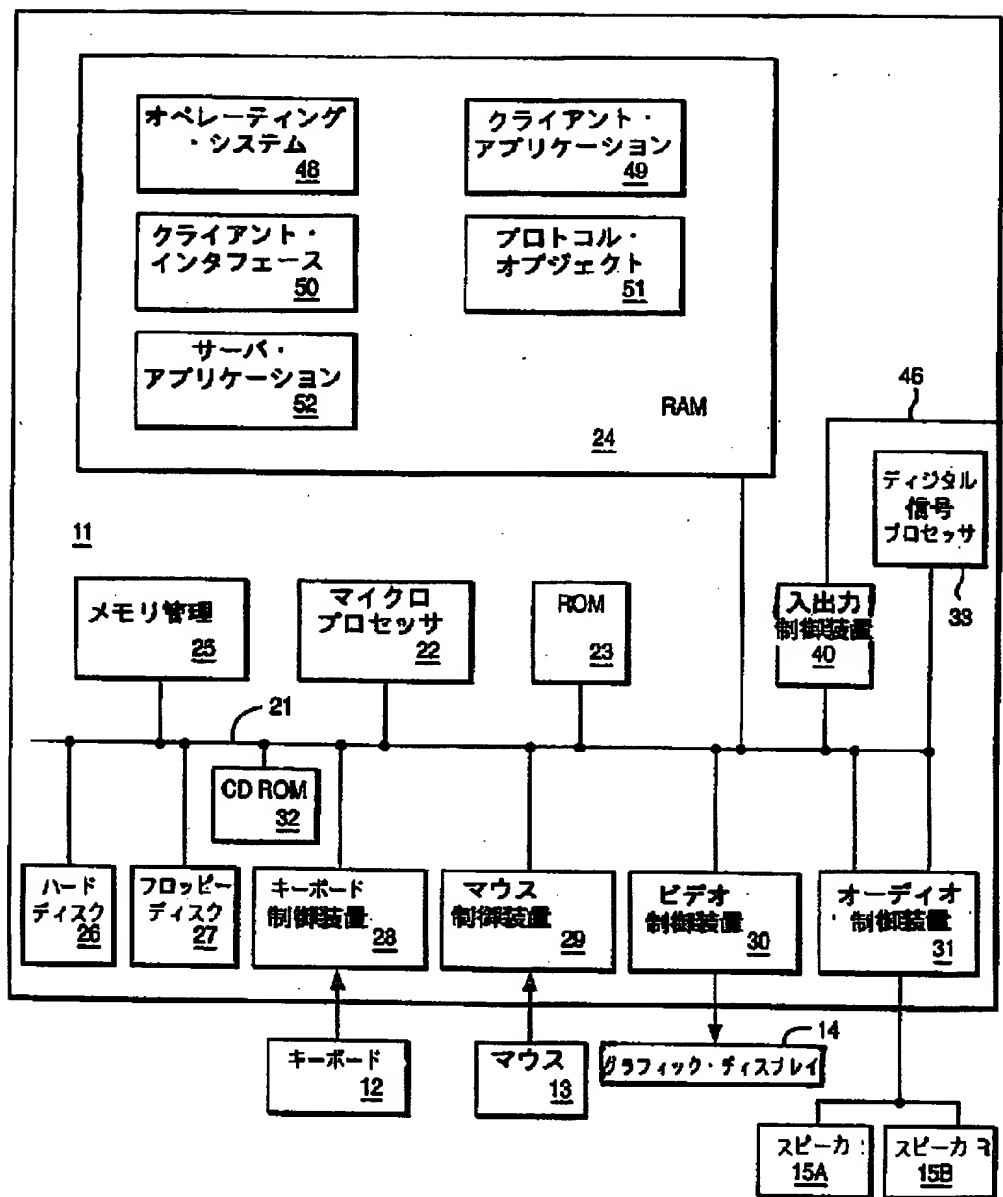 オペレーティング・
・システム
48
クライアント・
アプリケーション
49
クライアント・
インタフェース
50
プロトコル・
オブジェクト
51
サーバ・
アプリケーション
52
RAM
24
46
ディジタル
信号
プロセッサ
33
11
メモリ管理
25
マイクロ
プロセッサ
22
ROM
23
入出力
制御装置
40
21
CD ROM
32
ハード
ディスク
26
フロッピー
ディスク
27
キーボード
制御装置
28
マウス
制御装置
29
ビデオ
制御装置
30
オーディオ
制御装置
31
キーボード
12
マウス
13
14
グラフィック・ディスプレイ
スピーカ
15A
スピーカ
15B